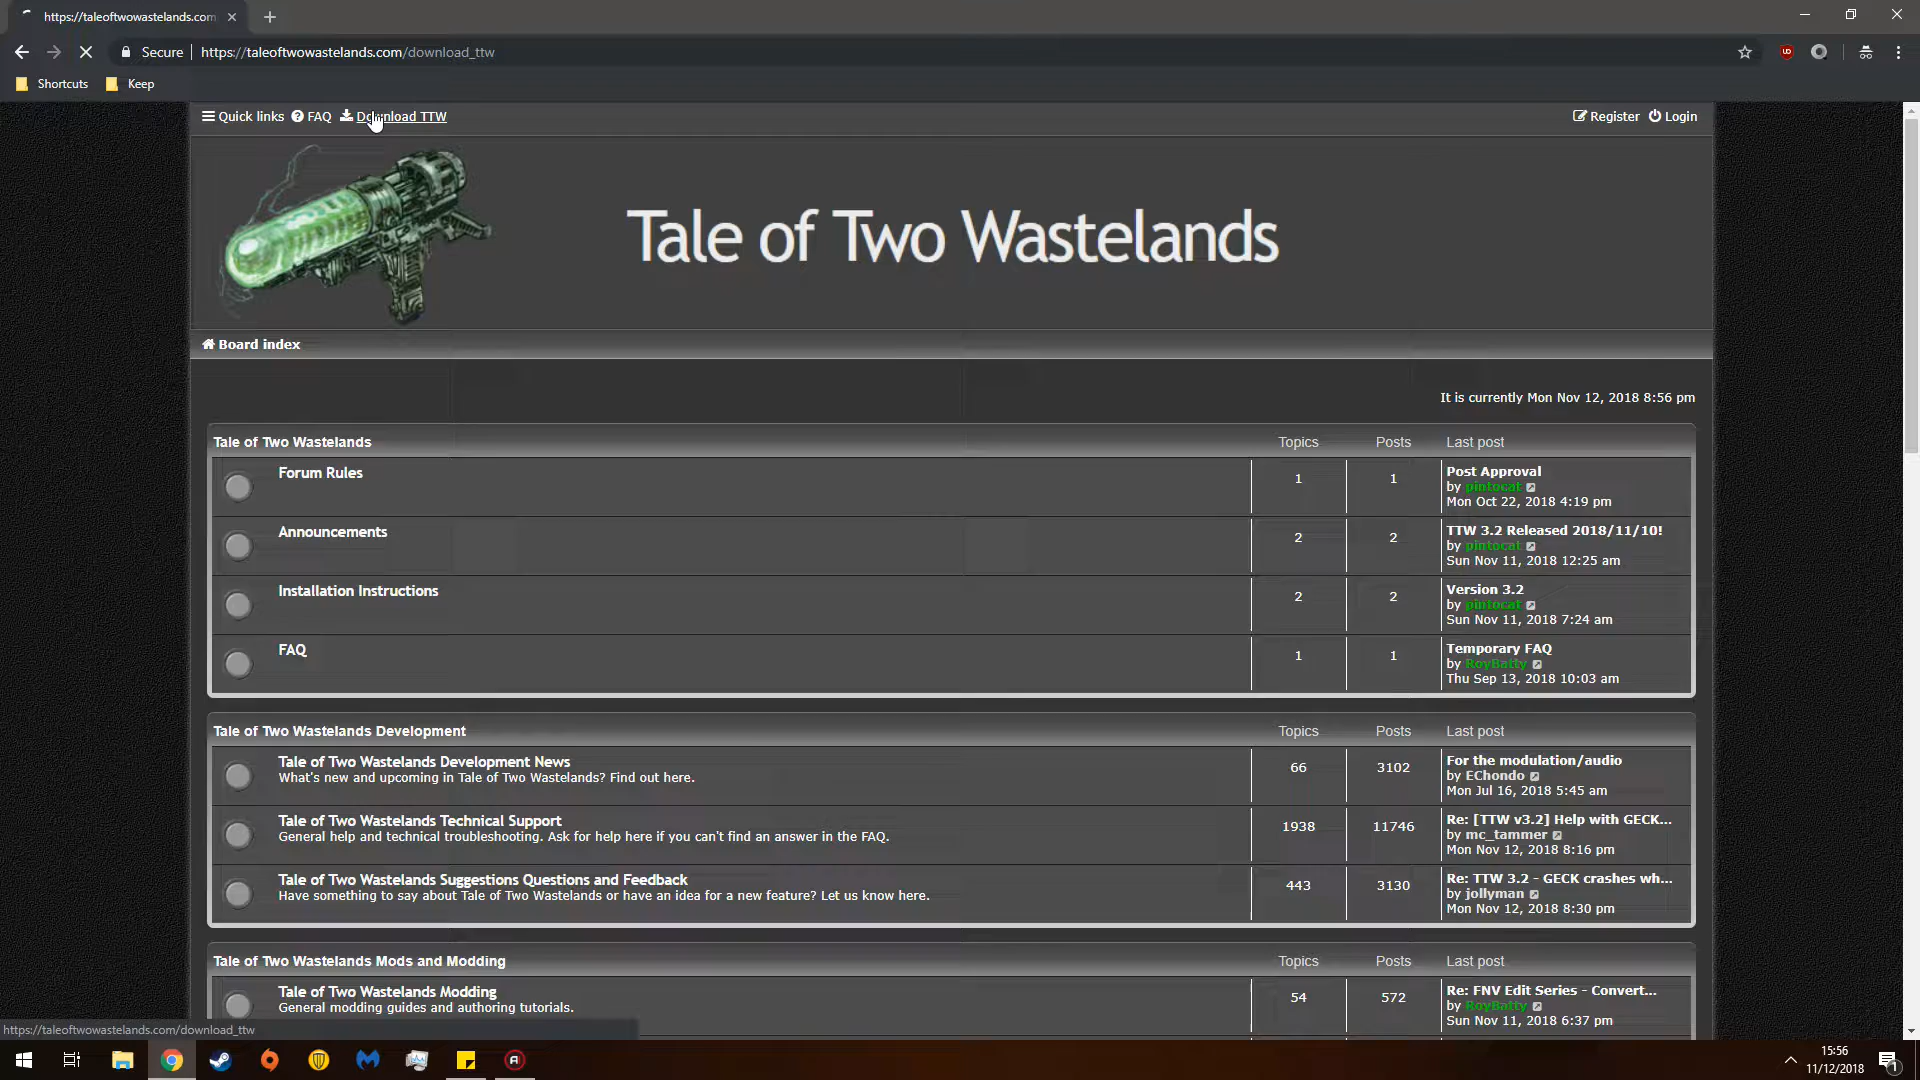 https://taleoftwowastelands.com
Secure
https://taleoftwowastelands.com/download_ttw
Shortcuts
Keep
Quick links
FAQ
Download TTW
Register
Login
Tale of Two Wastelands
Board index
It is currently Mon Nov 12, 2018 8:56 pm
Tale of Two Wastelands
Topics
Posts
Last post
Forum Rules
1
1
Post Approval
by pintocat
Mon Oct 22, 2018 4:19 pm
Announcements
2
2
TTW 3.2 Released 2018/11/10!
by pintocat
Sun Nov 11, 2018 12:25 am
Installation Instructions
2
2
Version 3.2
by pintocat
Sun Nov 11, 2018 7:24 am
FAQ
1
1
Temporary FAQ
by RoyBatty
Thu Sep 13, 2018 10:03 am
Tale of Two Wastelands Development
Topics
Posts
Last post
Tale of Two Wastelands Development News
What's new and upcoming in Tale of Two Wastelands? Find out here.
66
3102
For the modulation/audio
by EChondo
Mon Jul 16, 2018 5:45 am
Tale of Two Wastelands Technical Support
General help and technical troubleshooting. Ask for help here if you can't find an answer in the FAQ.
1938
11746
Re: [TTW v3.2] Help with GECK...
by mc_tammer
Mon Nov 12, 2018 8:16 pm
Tale of Two Wastelands Suggestions Questions and Feedback
Have something to say about Tale of Two Wastelands or have an idea for a new feature? Let us know here.
443
3130
Re: TTW 3.2 - GECK crashes wh...
by jollyman
Mon Nov 12, 2018 8:30 pm
Tale of Two Wastelands Mods and Modding
Topics
Posts
Last post
Tale of Two Wastelands Modding
General modding guides and authoring tutorials.
54
572
Re: FNV Edit Series - Convert...
by RoyBatty
Sun Nov 11, 2018 6:37 pm
https://taleoftwowastelands.com/download_ttw
15:56
11/12/2018
1